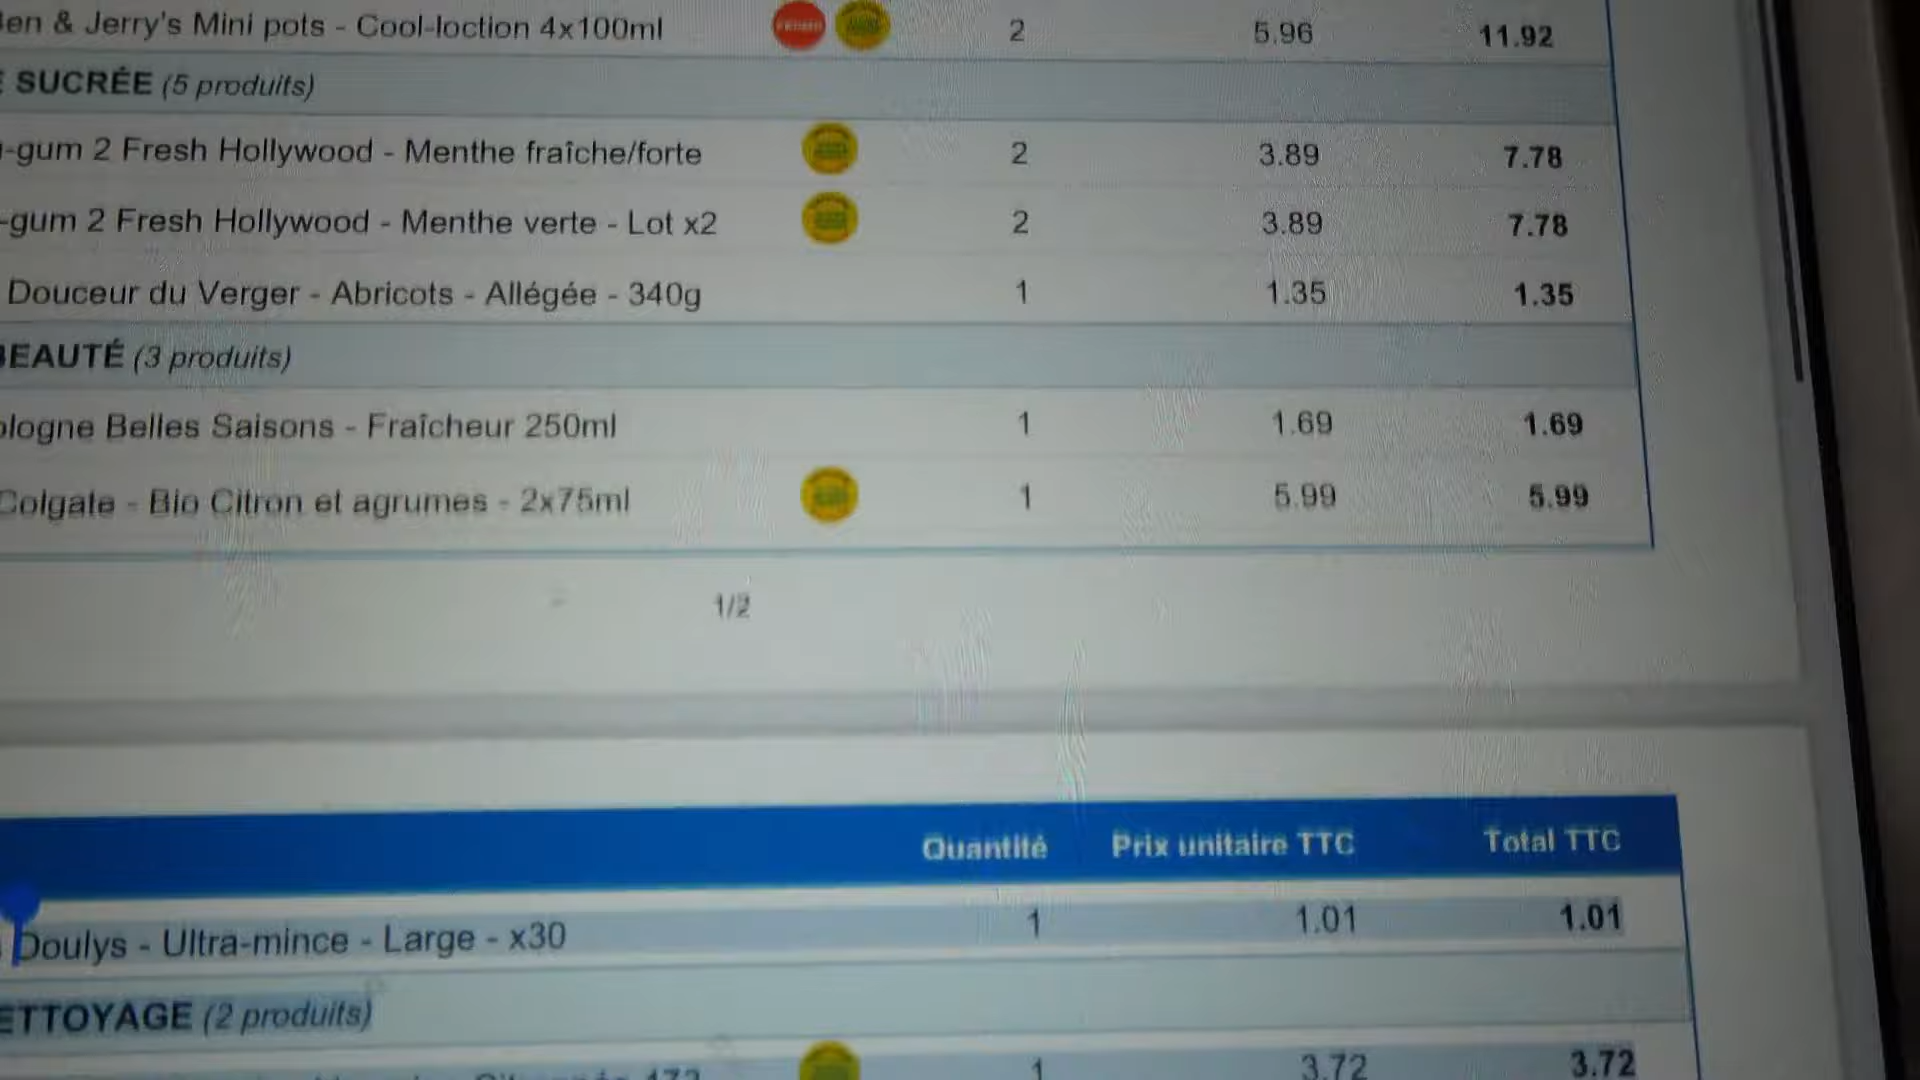 & Jerry's Mini pots - Cool-loction 4x100ml PROMO 2 5.96 11.92
SUCRÉE (5 produits)
-gum 2 Fresh Hollywood - Menthe fraîche/forte 2 3.89 7.78
-gum 2 Fresh Hollywood - Menthe verte - Lot x2 2 3.89 7.78
Douceur du Verger - Abricots - Allégée - 340g 1 1.35 1.35
BEAUTÉ (3 produits)
ologne Belles Saisons - Fraîcheur 250ml 1 1.69 1.69
Colgate - Bio Citron et agrumes - 2x75ml 1 5.99 5.99
1/2
Quantité Prix unitaire TTC Total TTC
Doulys - Ultra-mince - Large - x30 1 1.01 1.01
ETTOYAGE (2 produits)
1 3.72 3.72